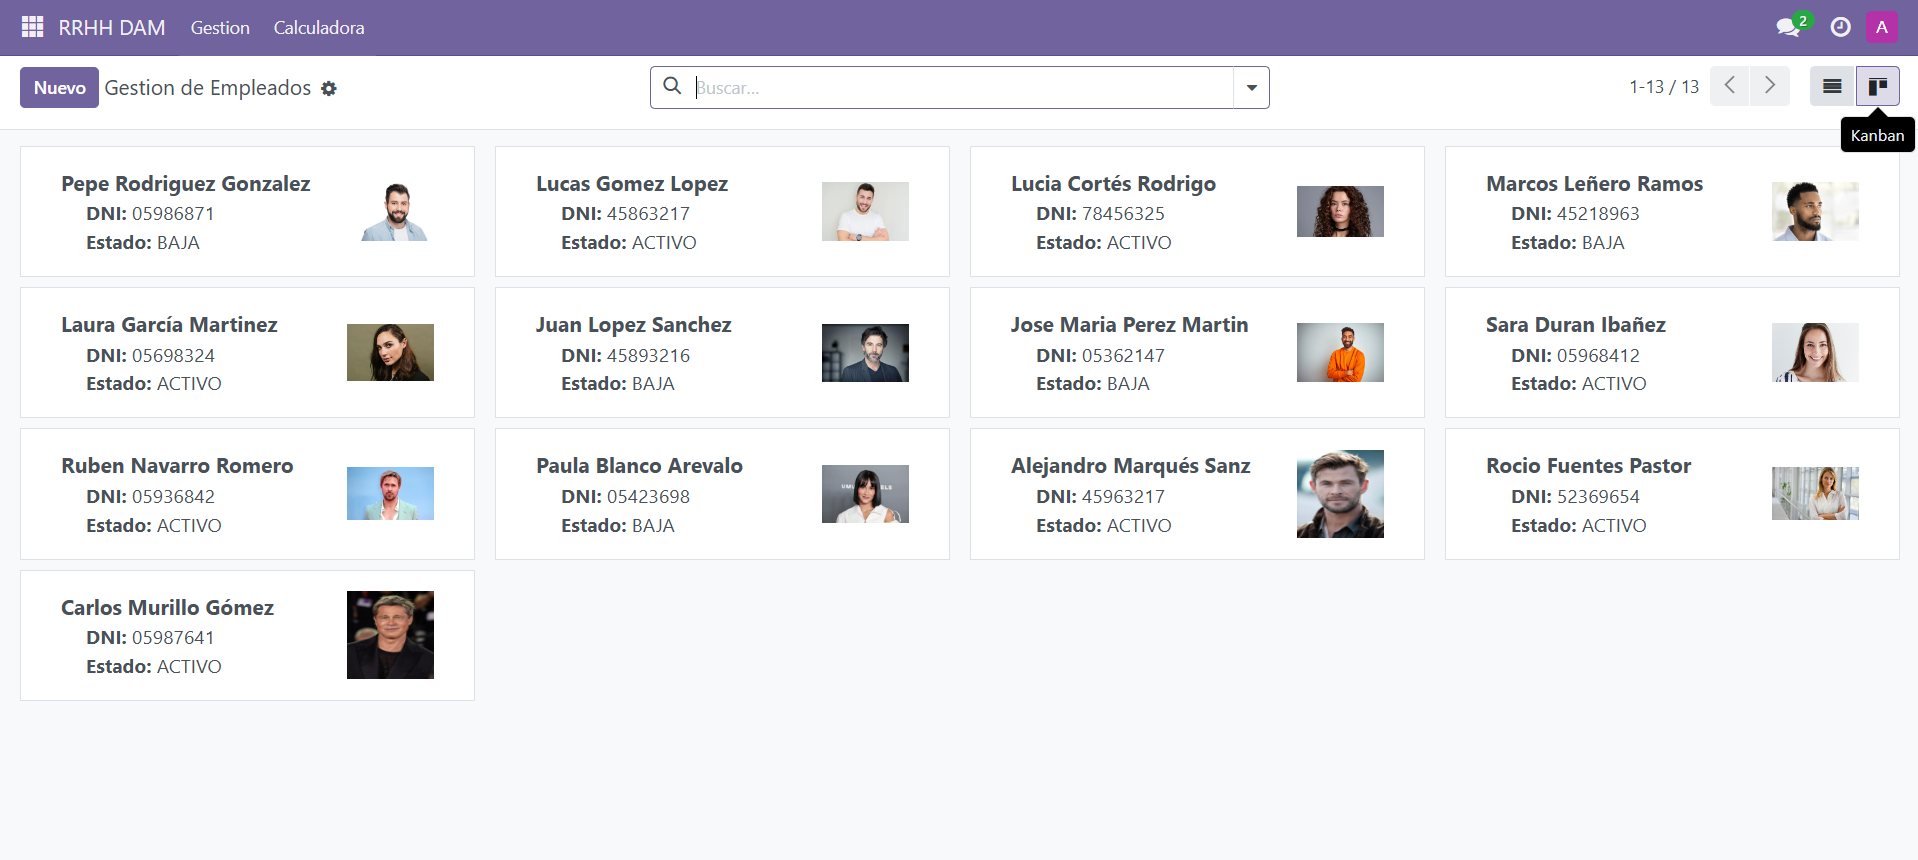 RRHH DAM Gestion Calculadora 2 A
Nuevo Gestion de Empleados Buscar... 1-13 / 13
Kanban
Pepe Rodriguez Gonzalez
DNI: 05986871
Estado: BAJA
Lucas Gomez Lopez
DNI: 45863217
Estado: ACTIVO
Lucia Cortés Rodrigo
DNI: 78456325
Estado: ACTIVO
Marcos Leñero Ramos
DNI: 45218963
Estado: BAJA
Laura García Martinez
DNI: 05698324
Estado: ACTIVO
Juan Lopez Sanchez
DNI: 45893216
Estado: BAJA
Jose Maria Perez Martin
DNI: 05362147
Estado: BAJA
Sara Duran Ibañez
DNI: 05968412
Estado: ACTIVO
Ruben Navarro Romero
DNI: 05936842
Estado: ACTIVO
Paula Blanco Arevalo
DNI: 05423698
Estado: BAJA
Alejandro Marqués Sanz
DNI: 45963217
Estado: ACTIVO
Rocio Fuentes Pastor
DNI: 52369654
Estado: ACTIVO
Carlos Murillo Gómez
DNI: 05987641
Estado: ACTIVO